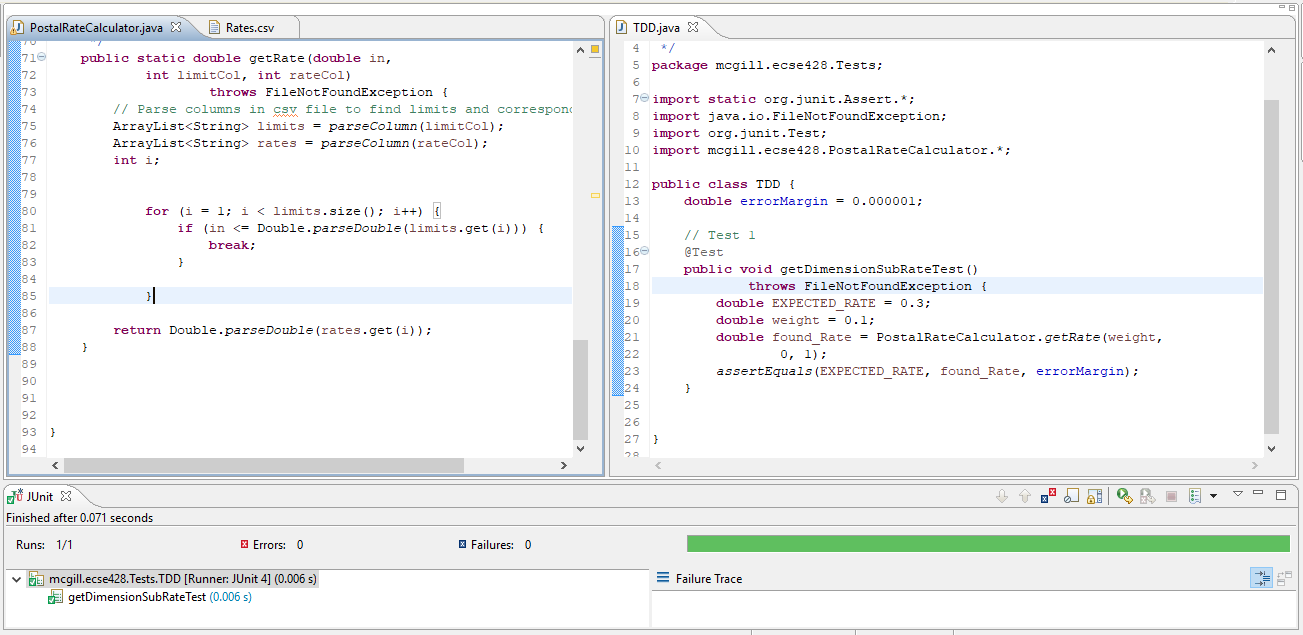 PostalRateCalculator.java
Rates.csv
70 */
71 public static double getRate(double in,
72 int limitCol, int rateCol)
73 throws FileNotFoundException {
74 // Parse columns in csv file to find limits and correspond
75 ArrayList<String> limits = parseColumn(limitCol);
76 ArrayList<String> rates = parseColumn(rateCol);
77 int i;
78
79
80 for (i = 1; i < limits.size(); i++) {
81 if (in <= Double.parseDouble(limits.get(i))) {
82 break;
83 }
84
85 }
86
87 return Double.parseDouble(rates.get(i));
88 }
89
90
91
92
93 }
94
TDD.java
4 */
5 package mcgill.ecse428.Tests;
6
7 import static org.junit.Assert.*;
8 import java.io.FileNotFoundException;
9 import org.junit.Test;
10 import mcgill.ecse428.PostalRateCalculator.*;
11
12 public class TDD {
13 double errorMargin = 0.000001;
14
15 // Test 1
16 @Test
17 public void getDimensionSubRateTest()
18 throws FileNotFoundException {
19 double EXPECTED_RATE = 0.3;
20 double weight = 0.1;
21 double found_Rate = PostalRateCalculator.getRate(weight,
22 0, 1);
23 assertEquals(EXPECTED_RATE, found_Rate, errorMargin);
24 }
25
26
27 }
28
JUnit
Finished after 0.071 seconds
Runs: 1/1 Errors: 0 Failures: 0
mcgill.ecse428.Tests.TDD [Runner: JUnit 4] (0.006 s)
getDimensionSubRateTest (0.006 s)
Failure Trace